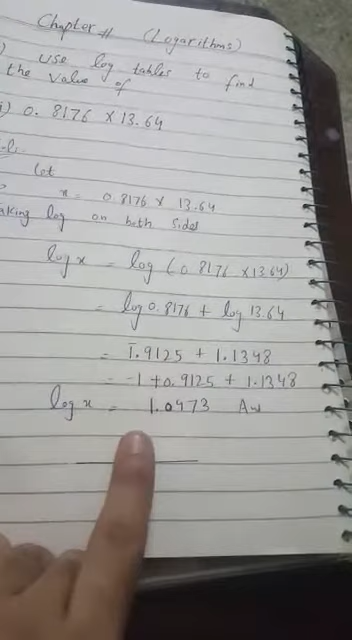 Chapter # (Logarithms)
) use log tables to find
the value of
i) 0.8176 × 13.64
Sol:
Let
x = 0.8176 × 13.64
aking log on both sides
log x = log (0.8176 × 13.64)
= log 0.8176 + log 13.64
= 1̅.9125 + 1.1348
= -1 + 0.9125 + 1.1348
log x = 1.0473 Ans